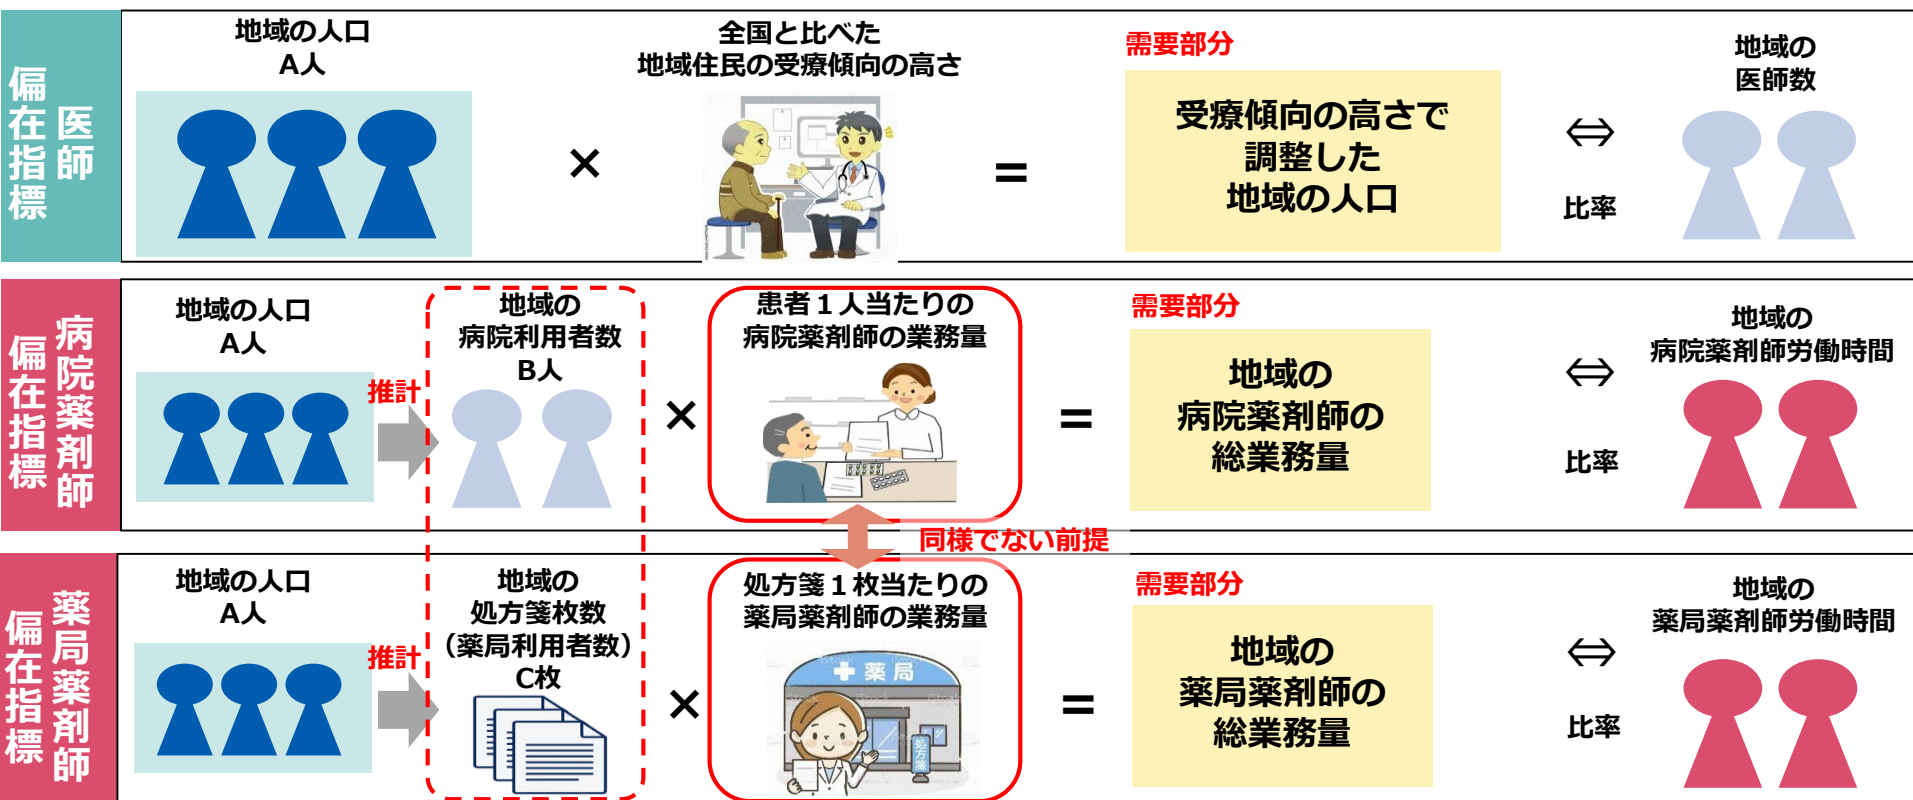 医師
偏在指標
地域の人口
A人
×
全国と比べた
地域住民の受療傾向の高さ
=
需要部分
受療傾向の高さで
調整した
地域の人口
⇔
比率
地域の
医師数
病院薬剤師
偏在指標
地域の人口
A人
推計
地域の
病院利用者数
B人
×
患者１人当たりの
病院薬剤師の業務量
=
需要部分
地域の
病院薬剤師の
総業務量
⇔
比率
地域の
病院薬剤師労働時間
同様でない前提
薬局薬剤師
偏在指標
地域の人口
A人
推計
地域の
処方箋枚数
（薬局利用者数）
C枚
×
処方箋１枚当たりの
薬局薬剤師の業務量
薬局
処方箋
=
需要部分
地域の
薬局薬剤師の
総業務量
⇔
比率
地域の
薬局薬剤師労働時間